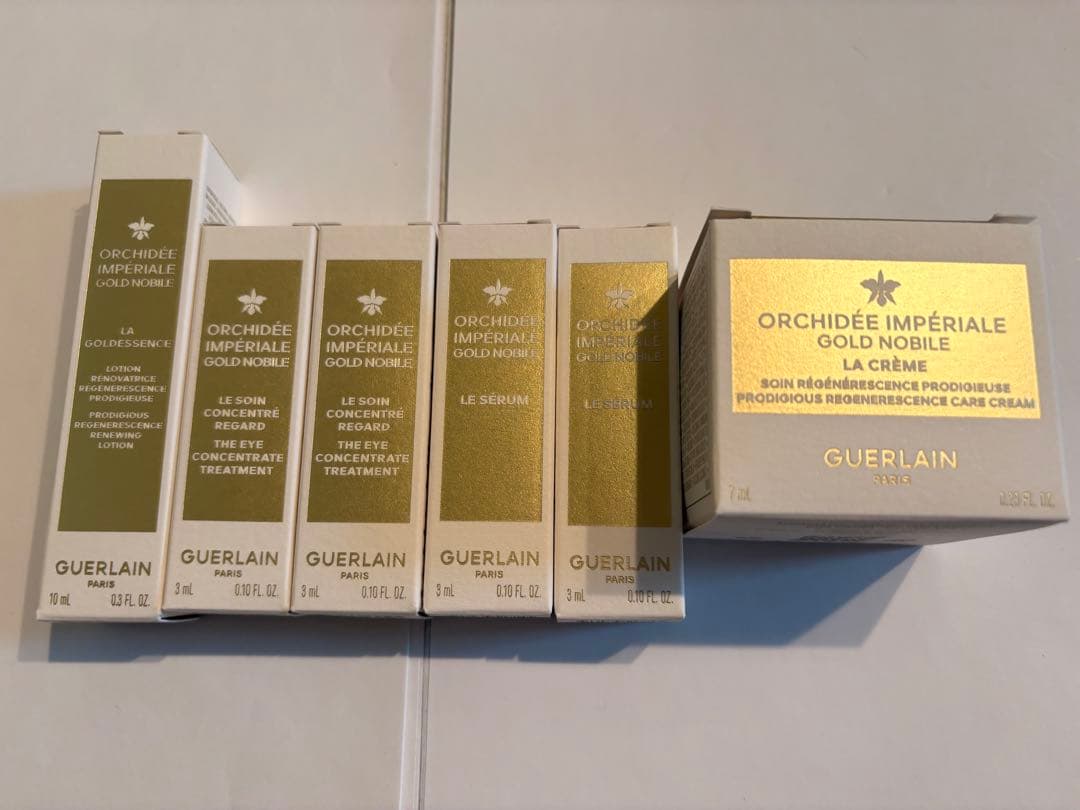 ORCHIDÉE
IMPÉRIALE
GOLD NOBILE
LA
GOLDESSENCE
LOTION
RÉNOVATRICE
REGÉNERESCENCE
PRODIGIEUSE
PRODIGIOUS
REGENERESCENCE
RENEWING
LOTION
GUERLAIN
PARIS
10 mL 0.3 FL. OZ.
ORCHIDÉE
IMPÉRIALE
GOLD NOBILE
LE SOIN
CONCENTRÉ
REGARD
THE EYE
CONCENTRATE
TREATMENT
GUERLAIN
PARIS
3 mL 0.10 FL. OZ.
ORCHIDÉE
IMPÉRIALE
GOLD NOBILE
LE SOIN
CONCENTRÉ
REGARD
THE EYE
CONCENTRATE
TREATMENT
GUERLAIN
PARIS
3 mL 0.10 FL. OZ.
ORCHIDÉE
IMPÉRIALE
GOLD NOBILE
LE SÉRUM
GUERLAIN
PARIS
3 mL 0.10 FL. OZ.
ORCHIDÉE
IMPÉRIALE
GOLD NOBILE
LE SÉRUM
GUERLAIN
PARIS
3 mL 0.10 FL. OZ.
ORCHIDÉE IMPÉRIALE
GOLD NOBILE
LA CRÈME
SOIN RÉGÉNÉRESCENCE PRODIGIEUSE
PRODIGIOUS REGENERESCENCE CARE CREAM
GUERLAIN
PARIS
7 mL 0.23 FL. OZ.